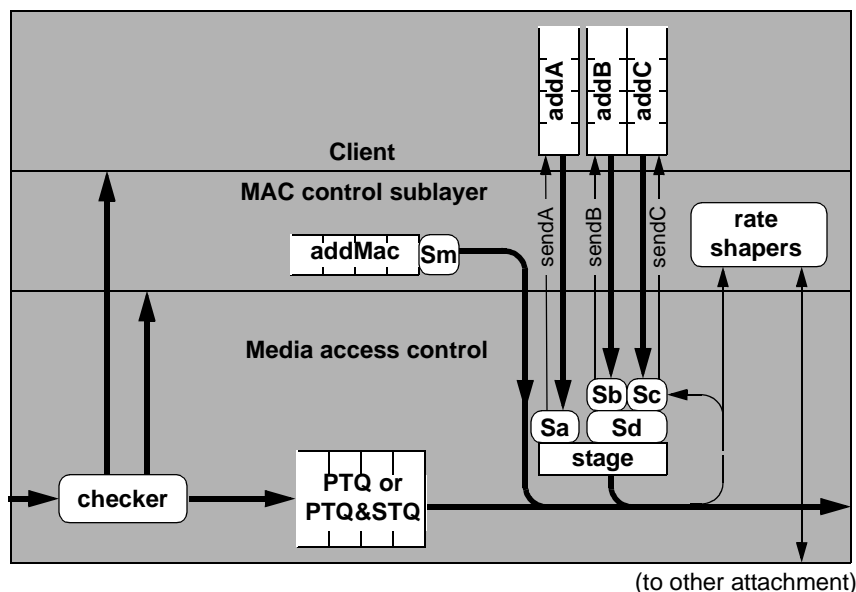 addA
addB
addC
Client
MAC control sublayer
sendA
sendB
sendC
rate
shapers
addMac
Sm
Media access control
Sb
Sc
Sa
Sd
stage
checker
PTQ or
PTQ&STQ
(to other attachment)